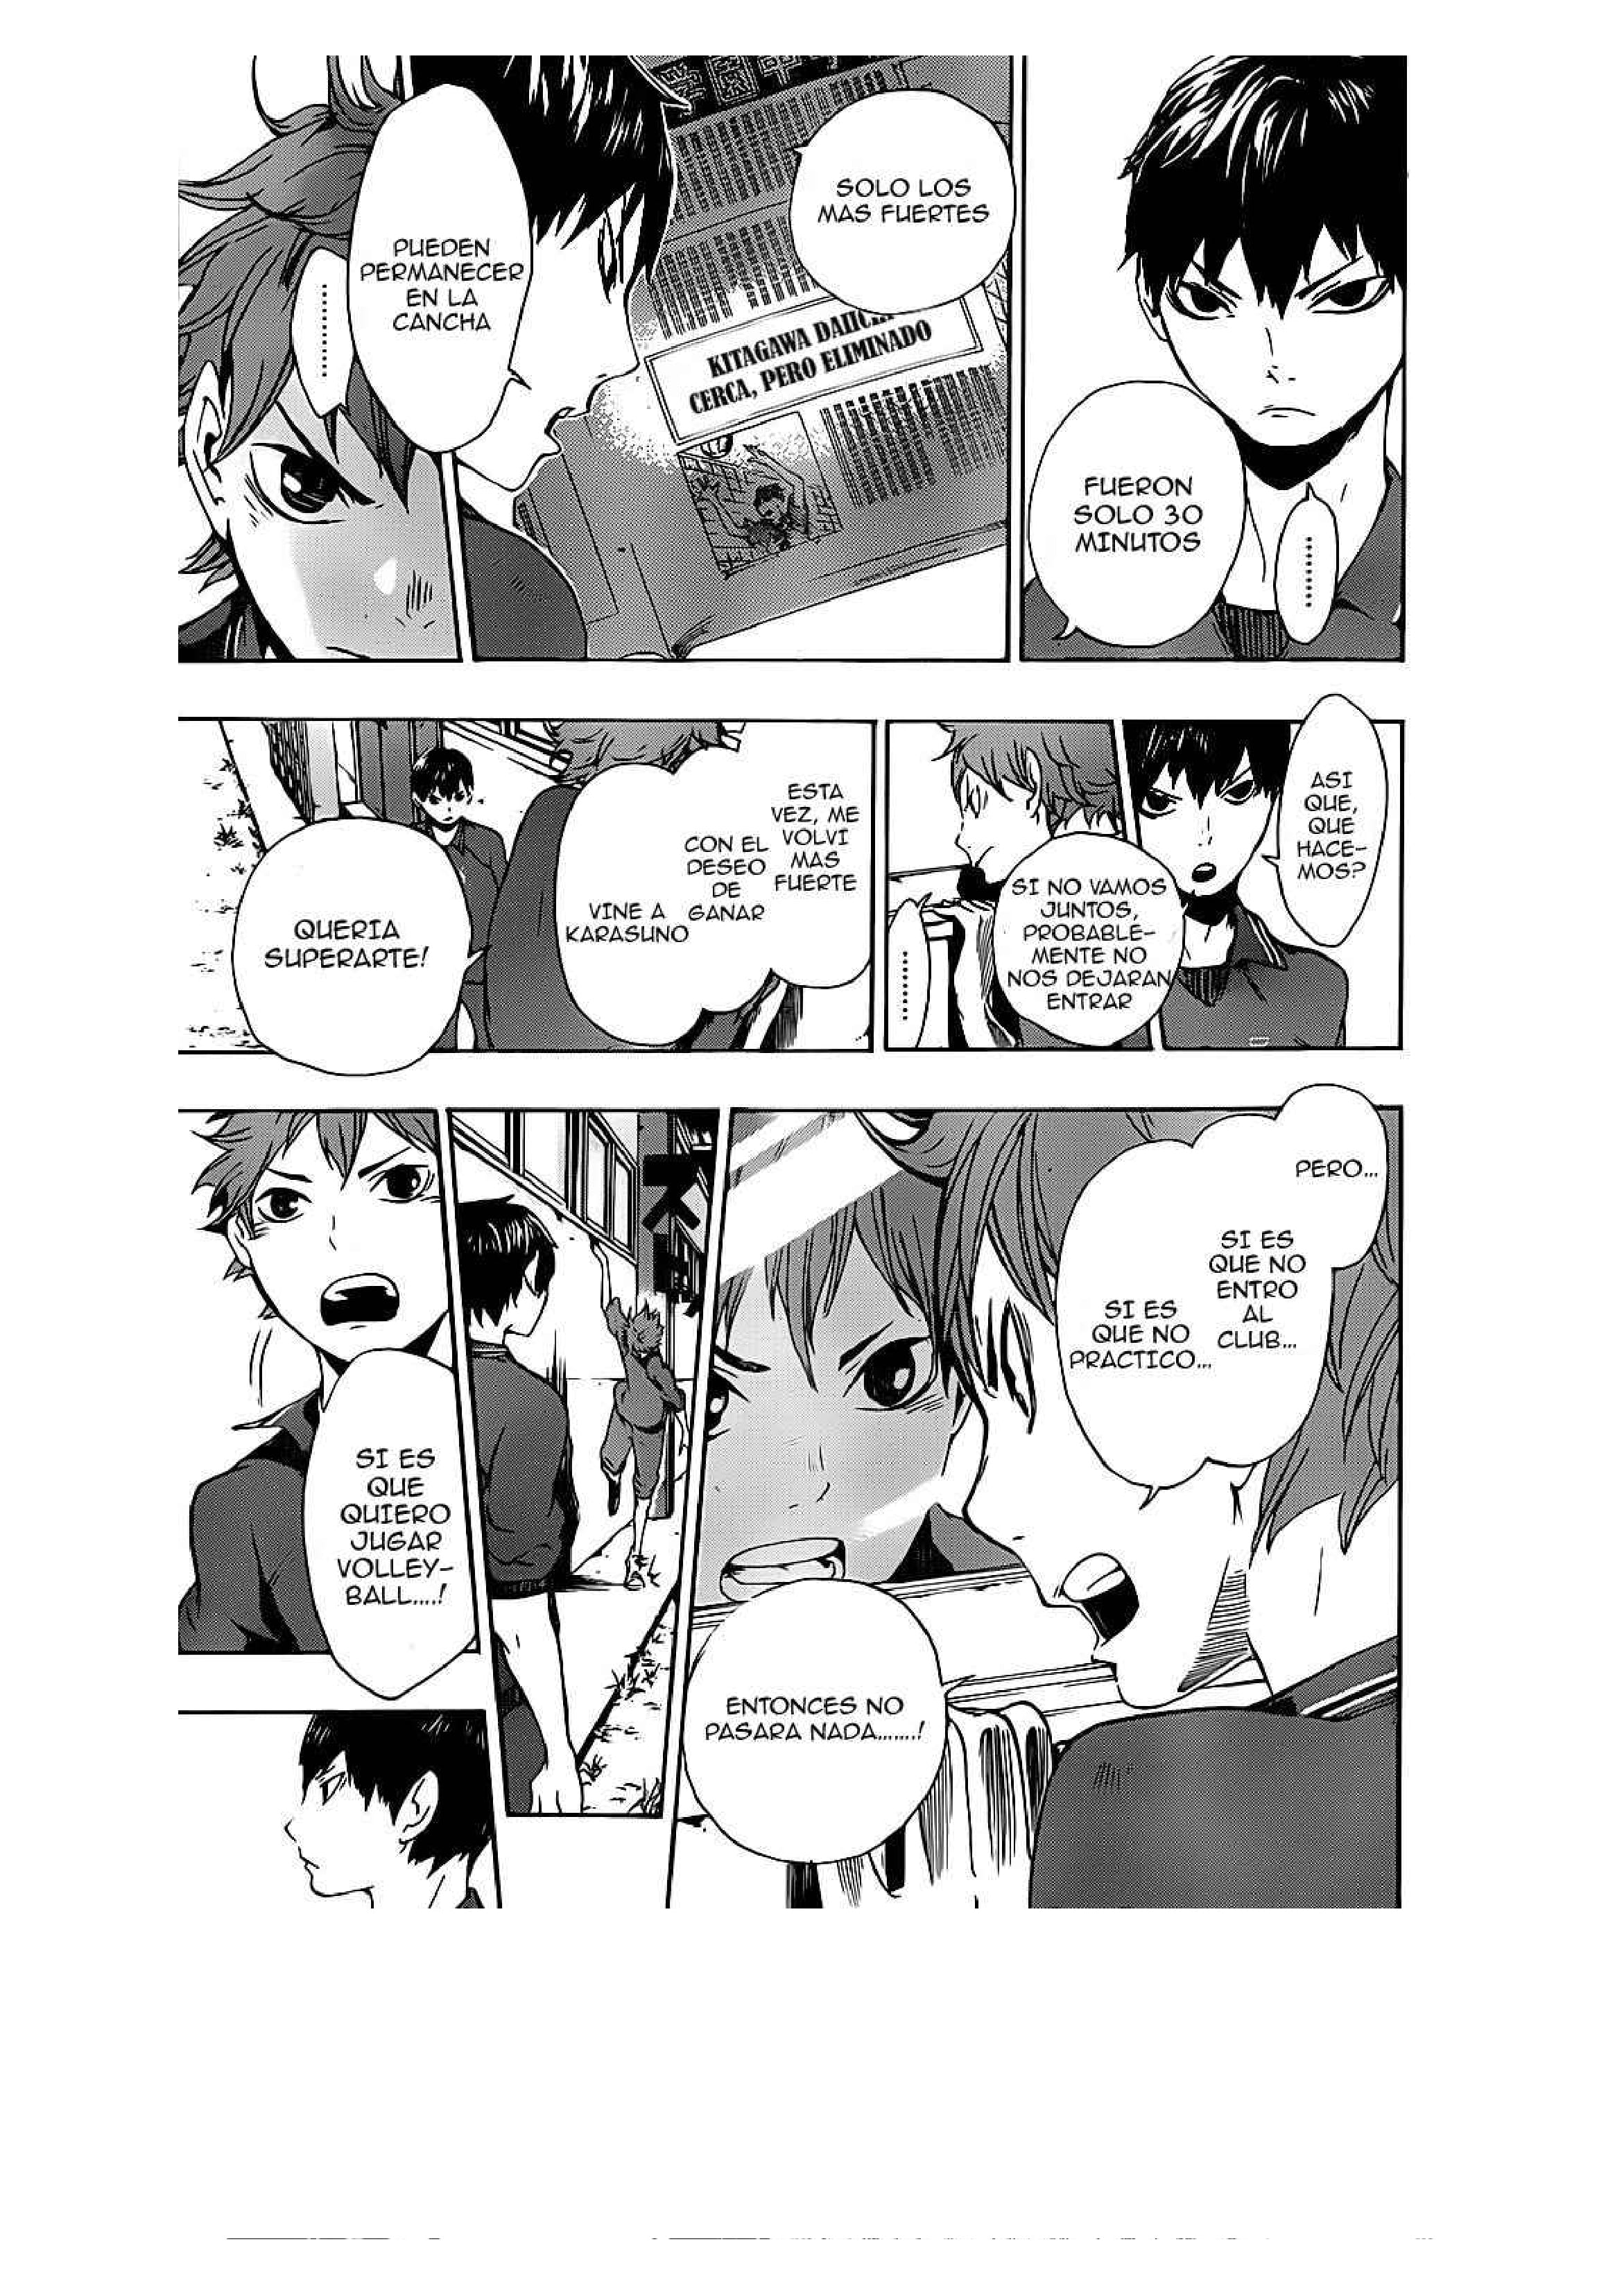 FUERON
SOLO 30
MINUTOS
..........
SOLO LOS
MAS FUERTES
KITAGAWA
CERCA, PERO ELIMINADO
PUEDEN
PERMANECER
EN LA
CANCHA
..........
ASI
QUE,
QUE
HACE-
MOS?
SI NO VAMOS
JUNTOS,
PROBABLE-
MENTE NO
NOS DEJARAN
ENTRAR
........
ESTA
VEZ, ME
VOLVI
MAS
FUERTE
CON EL
DESEO
DE
GANAR
VINE A
KARASUNO
QUERIA
SUPERARTE!
PERO...
SI ES
QUE NO
ENTRO
AL
CLUB...
SI ES
QUE NO
PRACTICO...
ENTONCES NO
PASARA NADA.......!
ス
SI ES
QUE
QUIERO
JUGAR
VOLLEY-
BALL....!